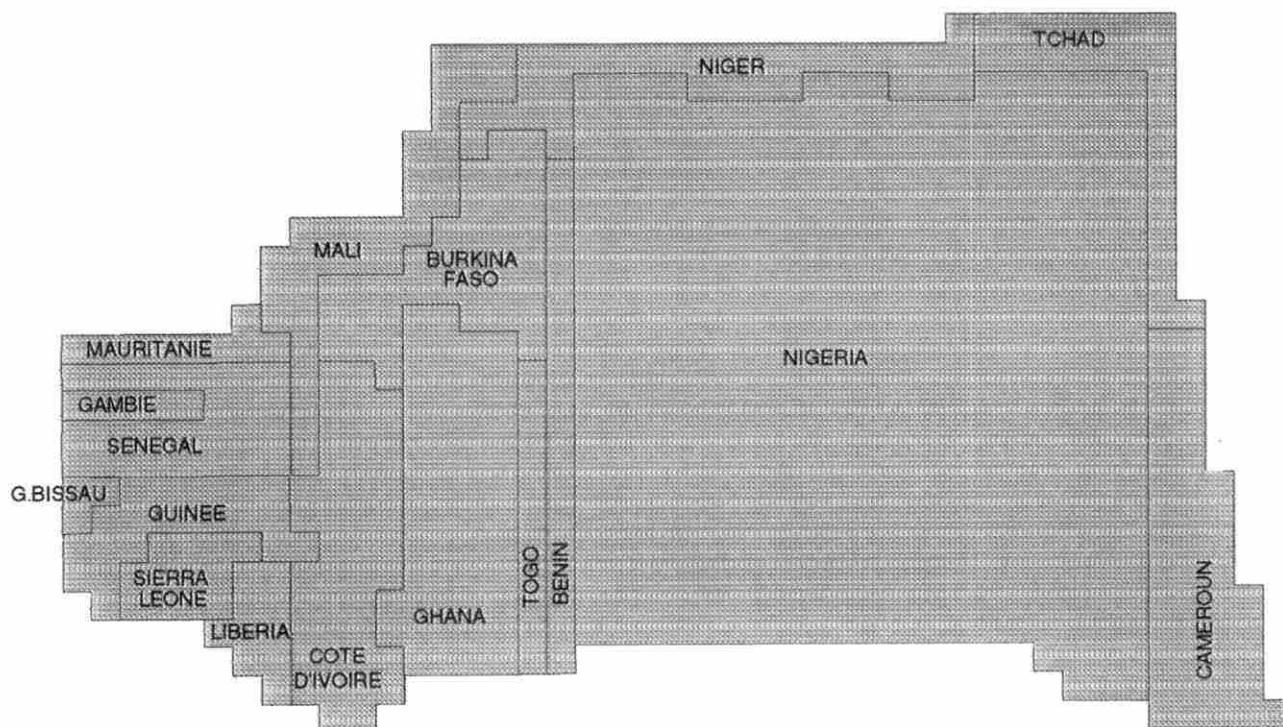 TCHAD
NIGER
MALI
BURKINA
FASO
MAURITANIE
NIGERIA
GAMBIE
SENEGAL
G.BISSAU
GUINEE
SIERRA
LEONE
TOGO
BENIN
GHANA
LIBERIA
CAMEROUN
COTE
D'IVOIRE